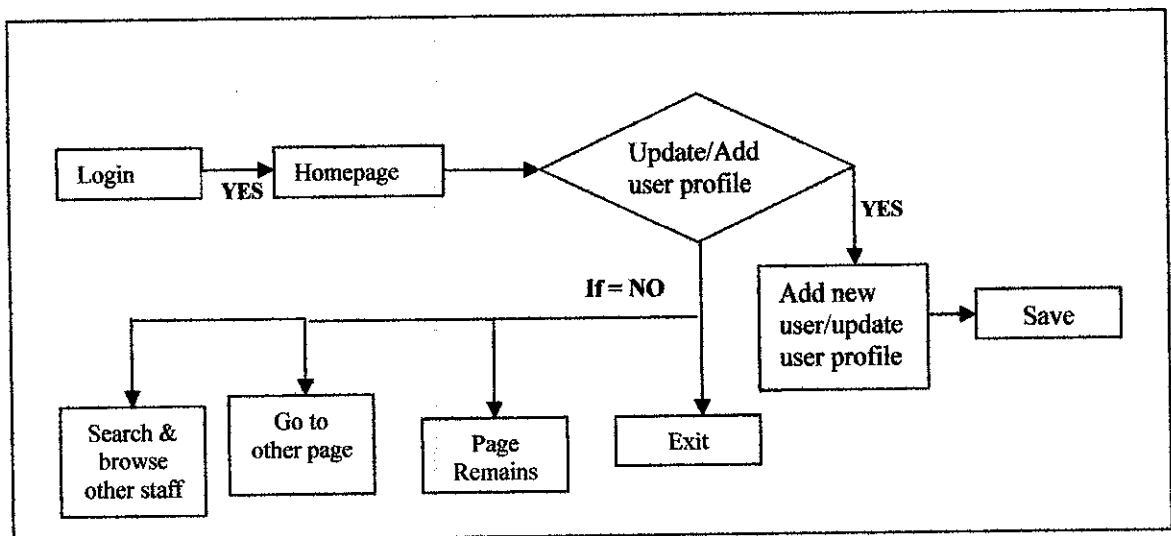 Login
YES
Homepage
Update/Add
user profile
YES
If = NO
Add new
user/update
user profile
Save
Search &
browse
other staff
Go to
other page
Page
Remains
Exit